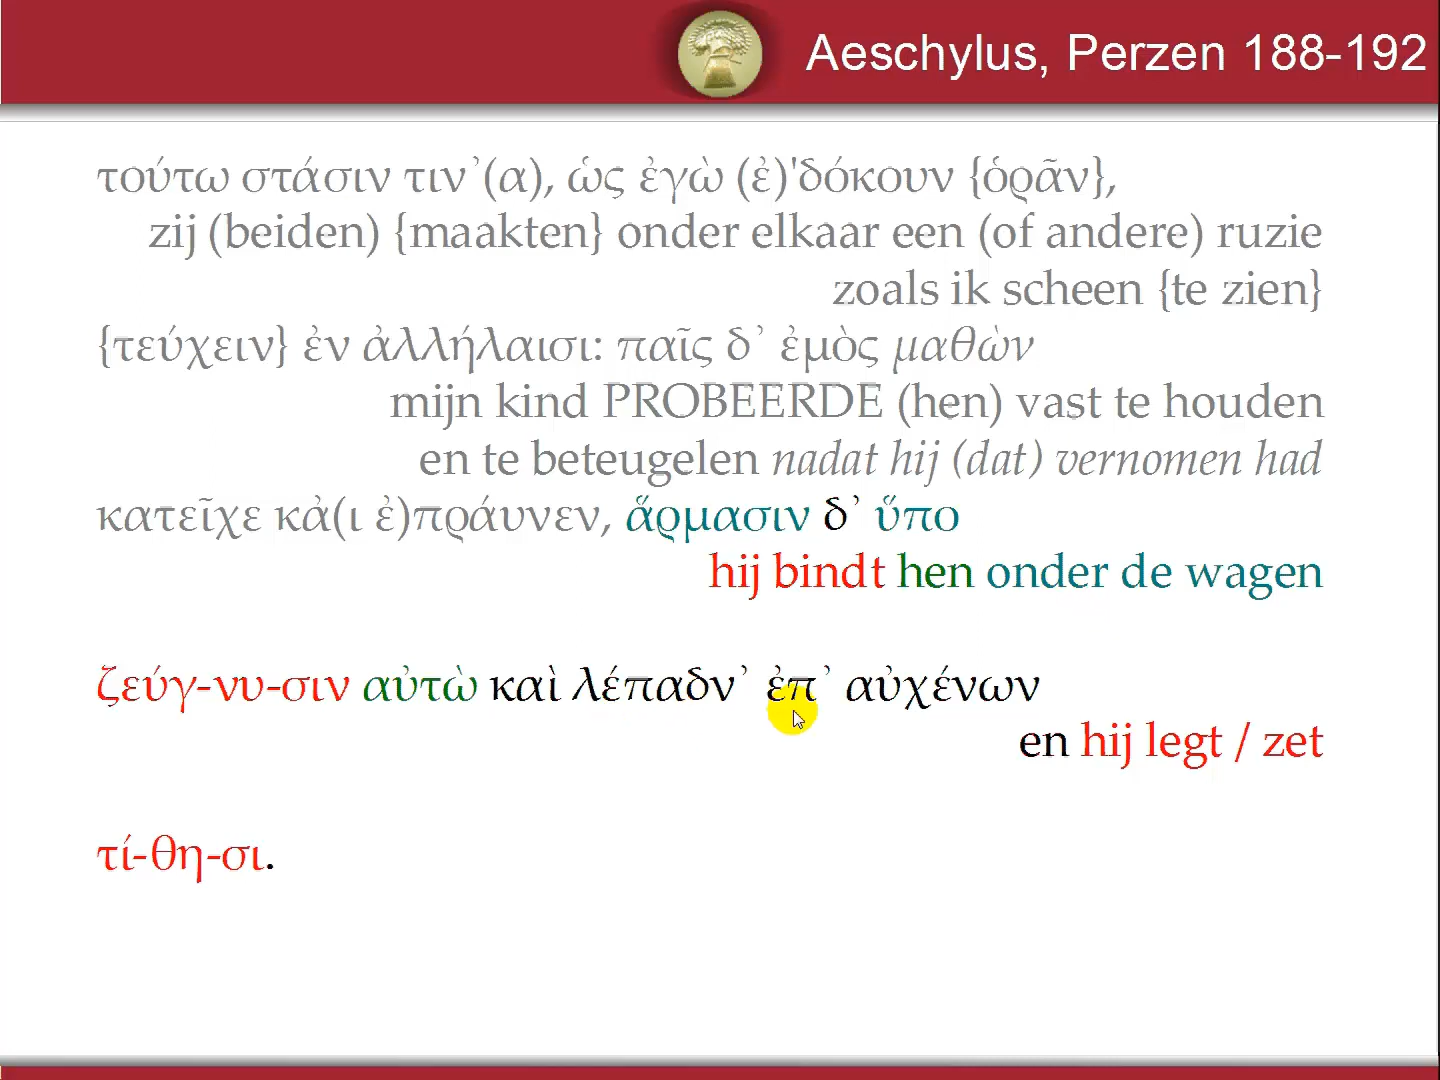 Aeschylus, Perzen 188-192
τούτω στάσιν τιν᾽(α), ὡς ἐγὼ (ἐ)'δόκουν {ὁρᾶν},
zij (beiden) {maakten} onder elkaar een (of andere) ruzie
zoals ik scheen {te zien}
{τεύχειν} ἐν ἀλλήλαισι: παῖς δ᾽ ἐμὸς μαθὼν
mijn kind PROBEERDE (hen) vast te houden
en te beteugelen nadat hij (dat) vernomen had
κατεῖχε κἀ(ι ἐ)πράυνεν, ἅρμασιν δ᾽ ὕπο
hij bindt hen onder de wagen
ζεύγ-νυ-σιν αὐτὼ καὶ λέπαδν᾽ ἐπ᾽ αὐχένων
en hij legt / zet
τί-θη-σι.